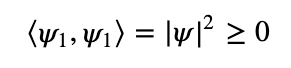 ⟨ψ₁, ψ₁⟩ = |ψ|² ≥ 0